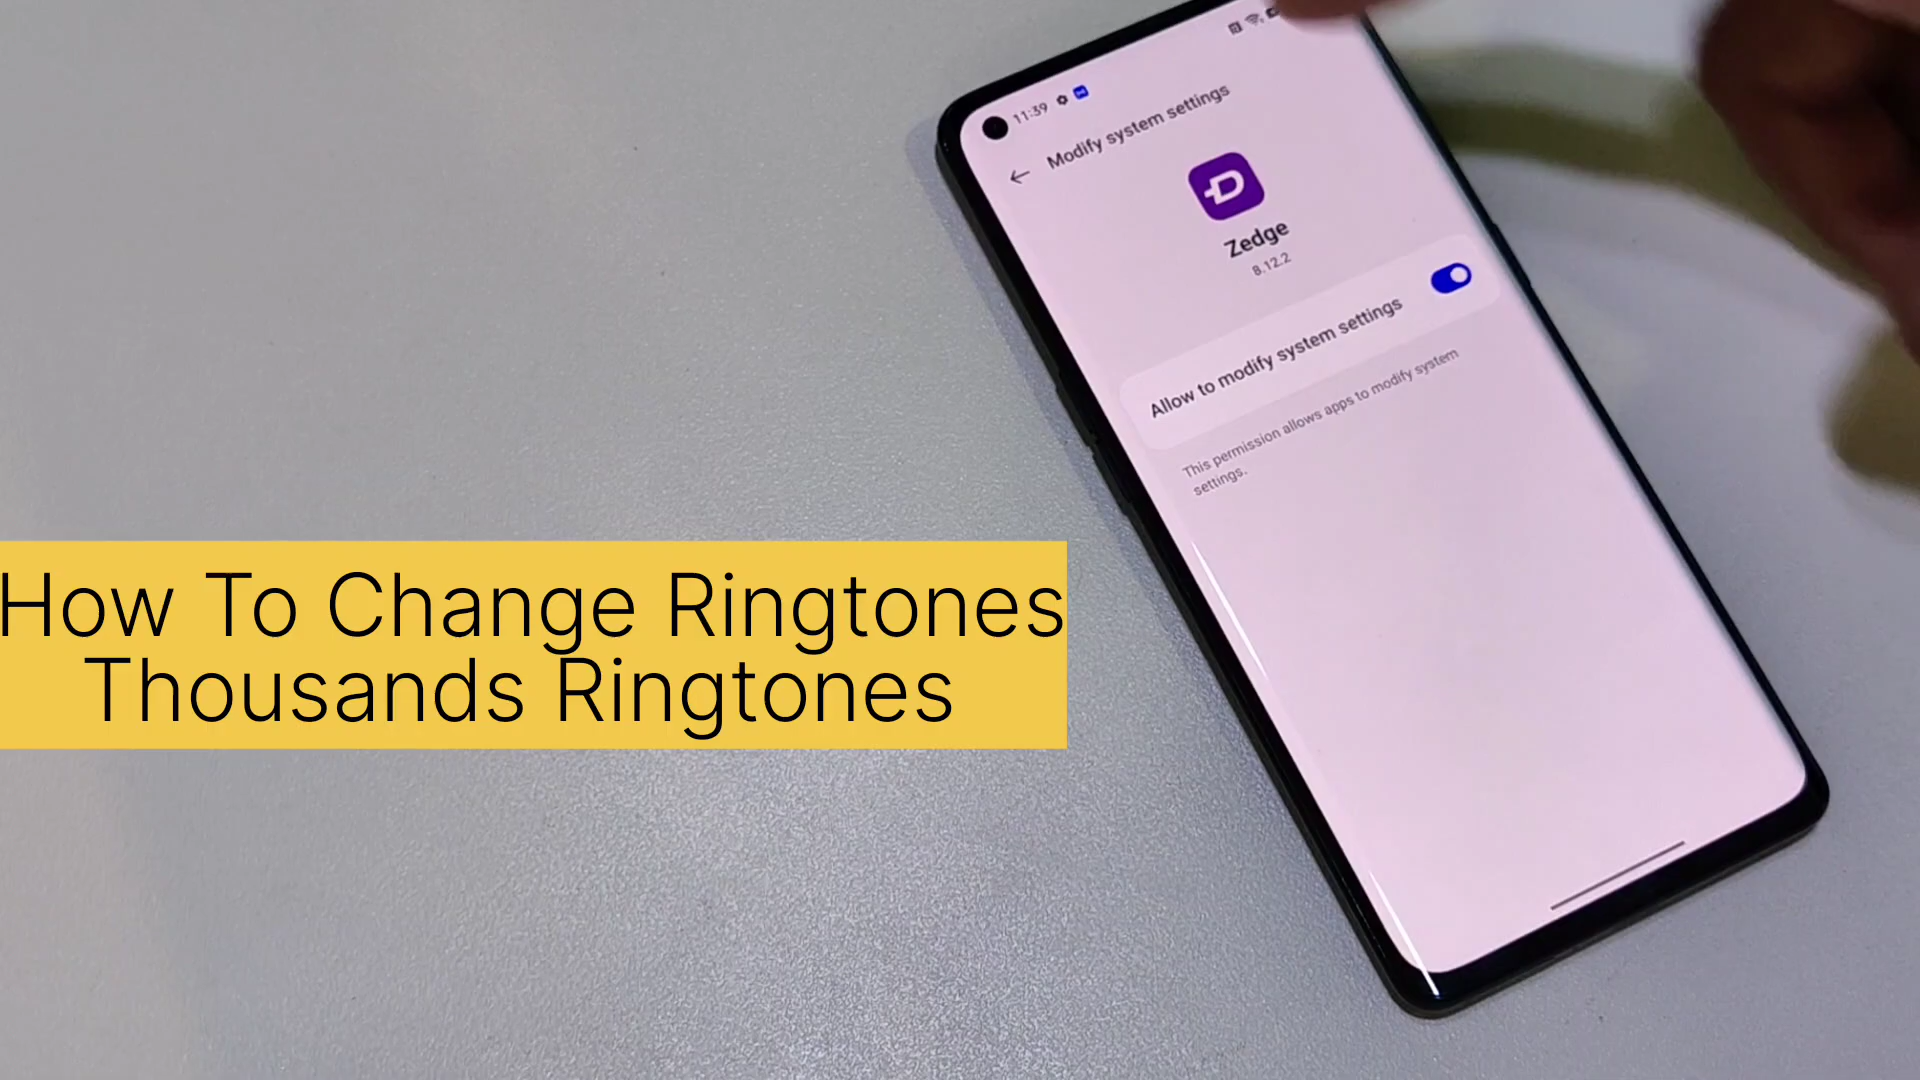 11:39
Modify system settings
Zedge
8.12.2
Allow to modify system settings
This permission allows apps to modify system
settings.
How To Change Ringtones
Thousands Ringtones